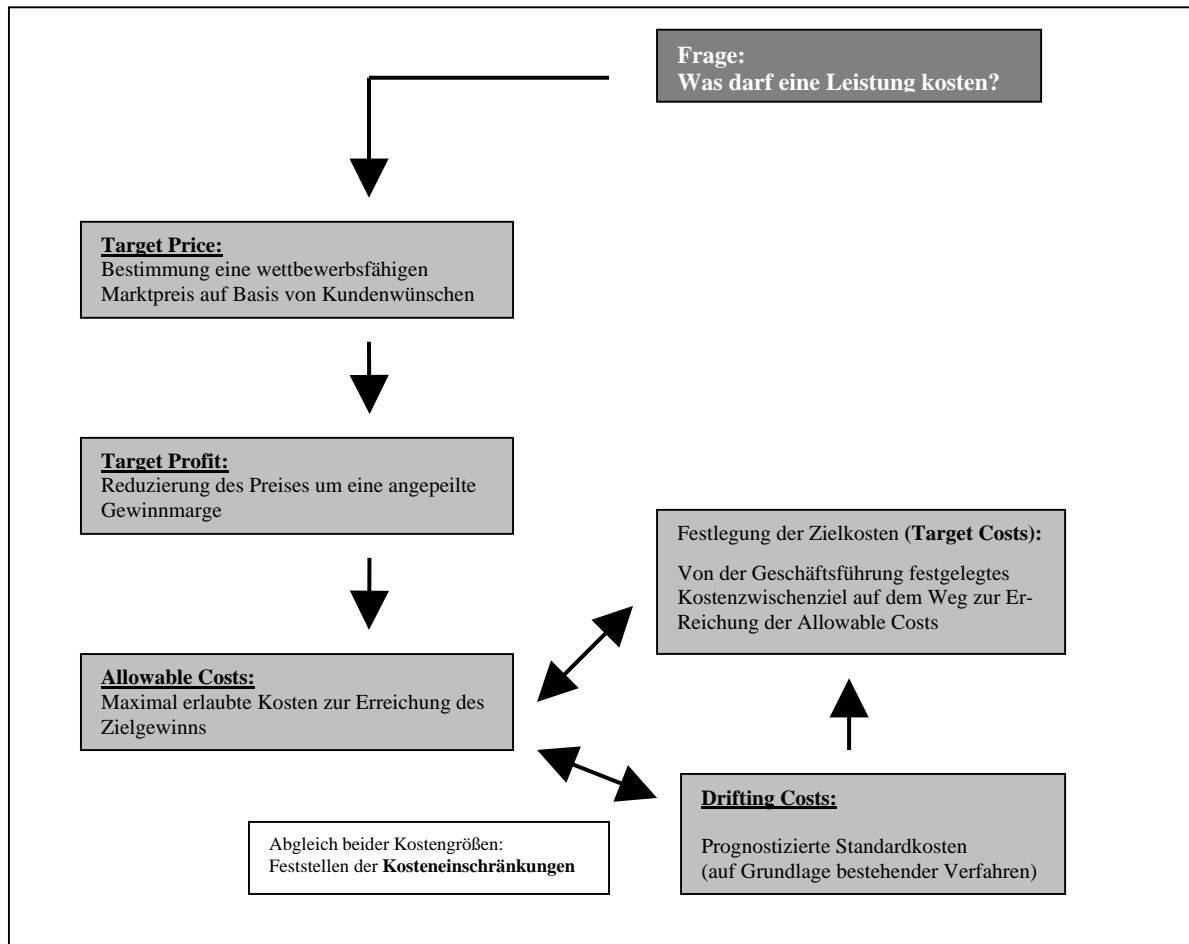 Frage:
Was darf eine Leistung kosten?
Target Price:
Bestimmung eine wettbewerbsfähigen
Marktpreis auf Basis von Kundenwünschen
Target Profit:
Reduzierung des Preises um eine angepeilte
Gewinnmarge
Festlegung der Zielkosten (Target Costs):
Von der Geschäftsführung festgelegtes
Kostenzwischenziel auf dem Weg zur Er-
Reichung der Allowable Costs
Allowable Costs:
Maximal erlaubte Kosten zur Erreichung des
Zielgewinns
Drifting Costs:
Prognostizierte Standardkosten
(auf Grundlage bestehender Verfahren)
Abgleich beider Kostengrößen:
Feststellen der Kosteneinschränkungen